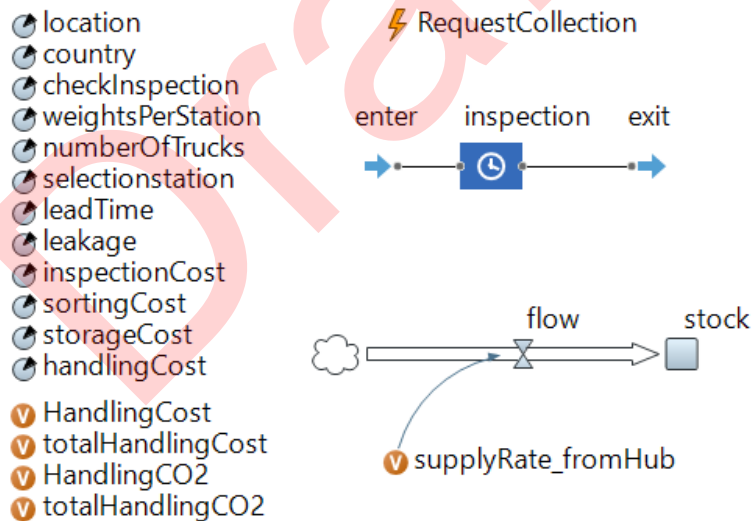 location
country
checkInspection
weightsPerStation
numberOfTrucks
selectionstation
leadTime
leakage
inspectionCost
sortingCost
storageCost
handlingCost
V HandlingCost
V totalHandlingCost
V HandlingCO2
V totalHandlingCO2
RequestCollection
enter inspection exit
flow stock
V supplyRate_fromHub